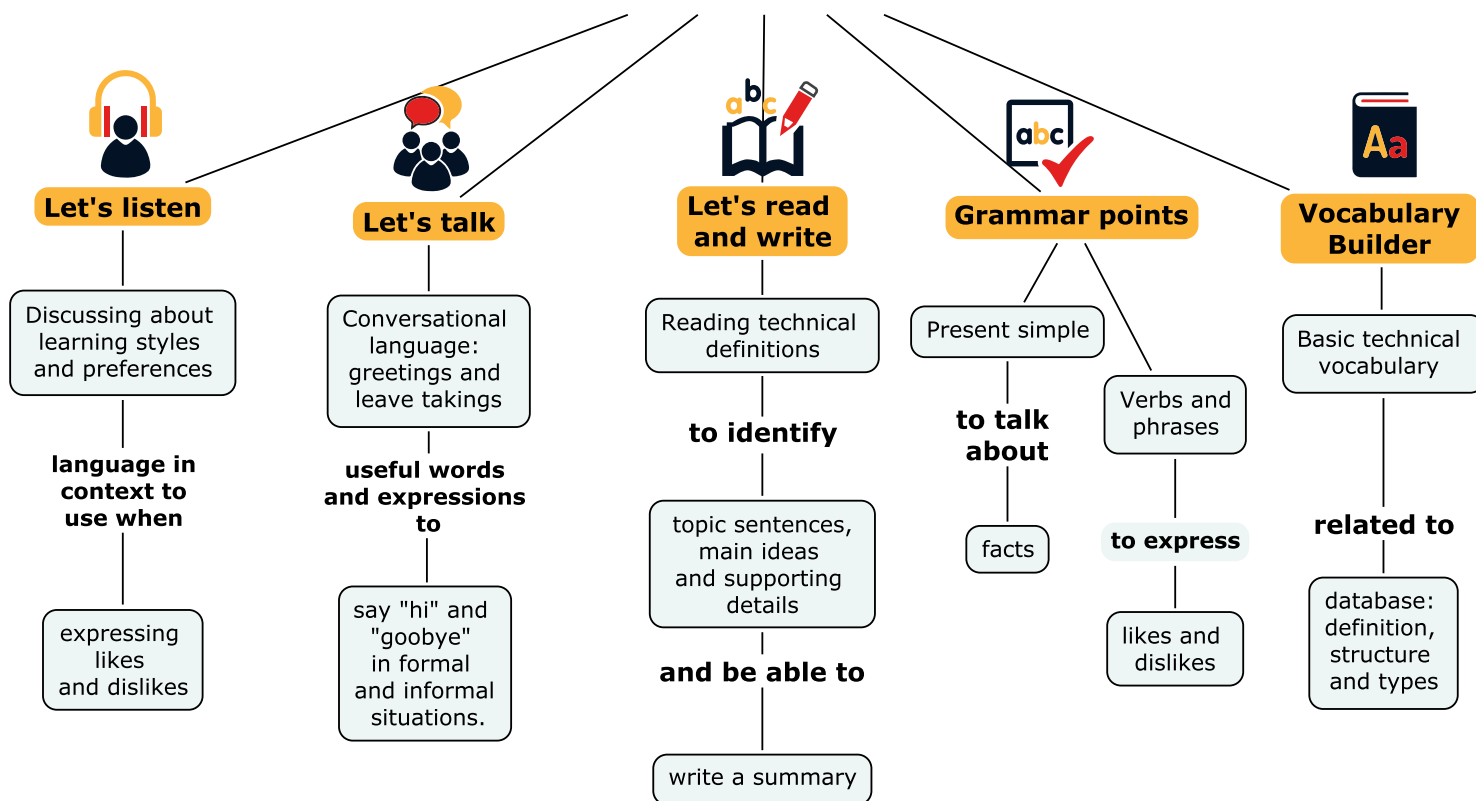 Let's listen
Discussing about
learning styles
and preferences
language in
context to
use when
expressing
likes
and dislikes
Let's talk
Conversational
language:
greetings and
leave takings
useful words
and expressions
to
say "hi" and
"goobye"
in formal
and informal
situations.
abc
Let's read
and write
Reading technical
definitions
to identify
topic sentences,
main ideas
and supporting
details
and be able to
write a summary
abc
Grammar points
Present simple
to talk
about
facts
Verbs and
phrases
to express
likes and
dislikes
Aa
Vocabulary
Builder
Basic technical
vocabulary
related to
database:
definition,
structure
and types